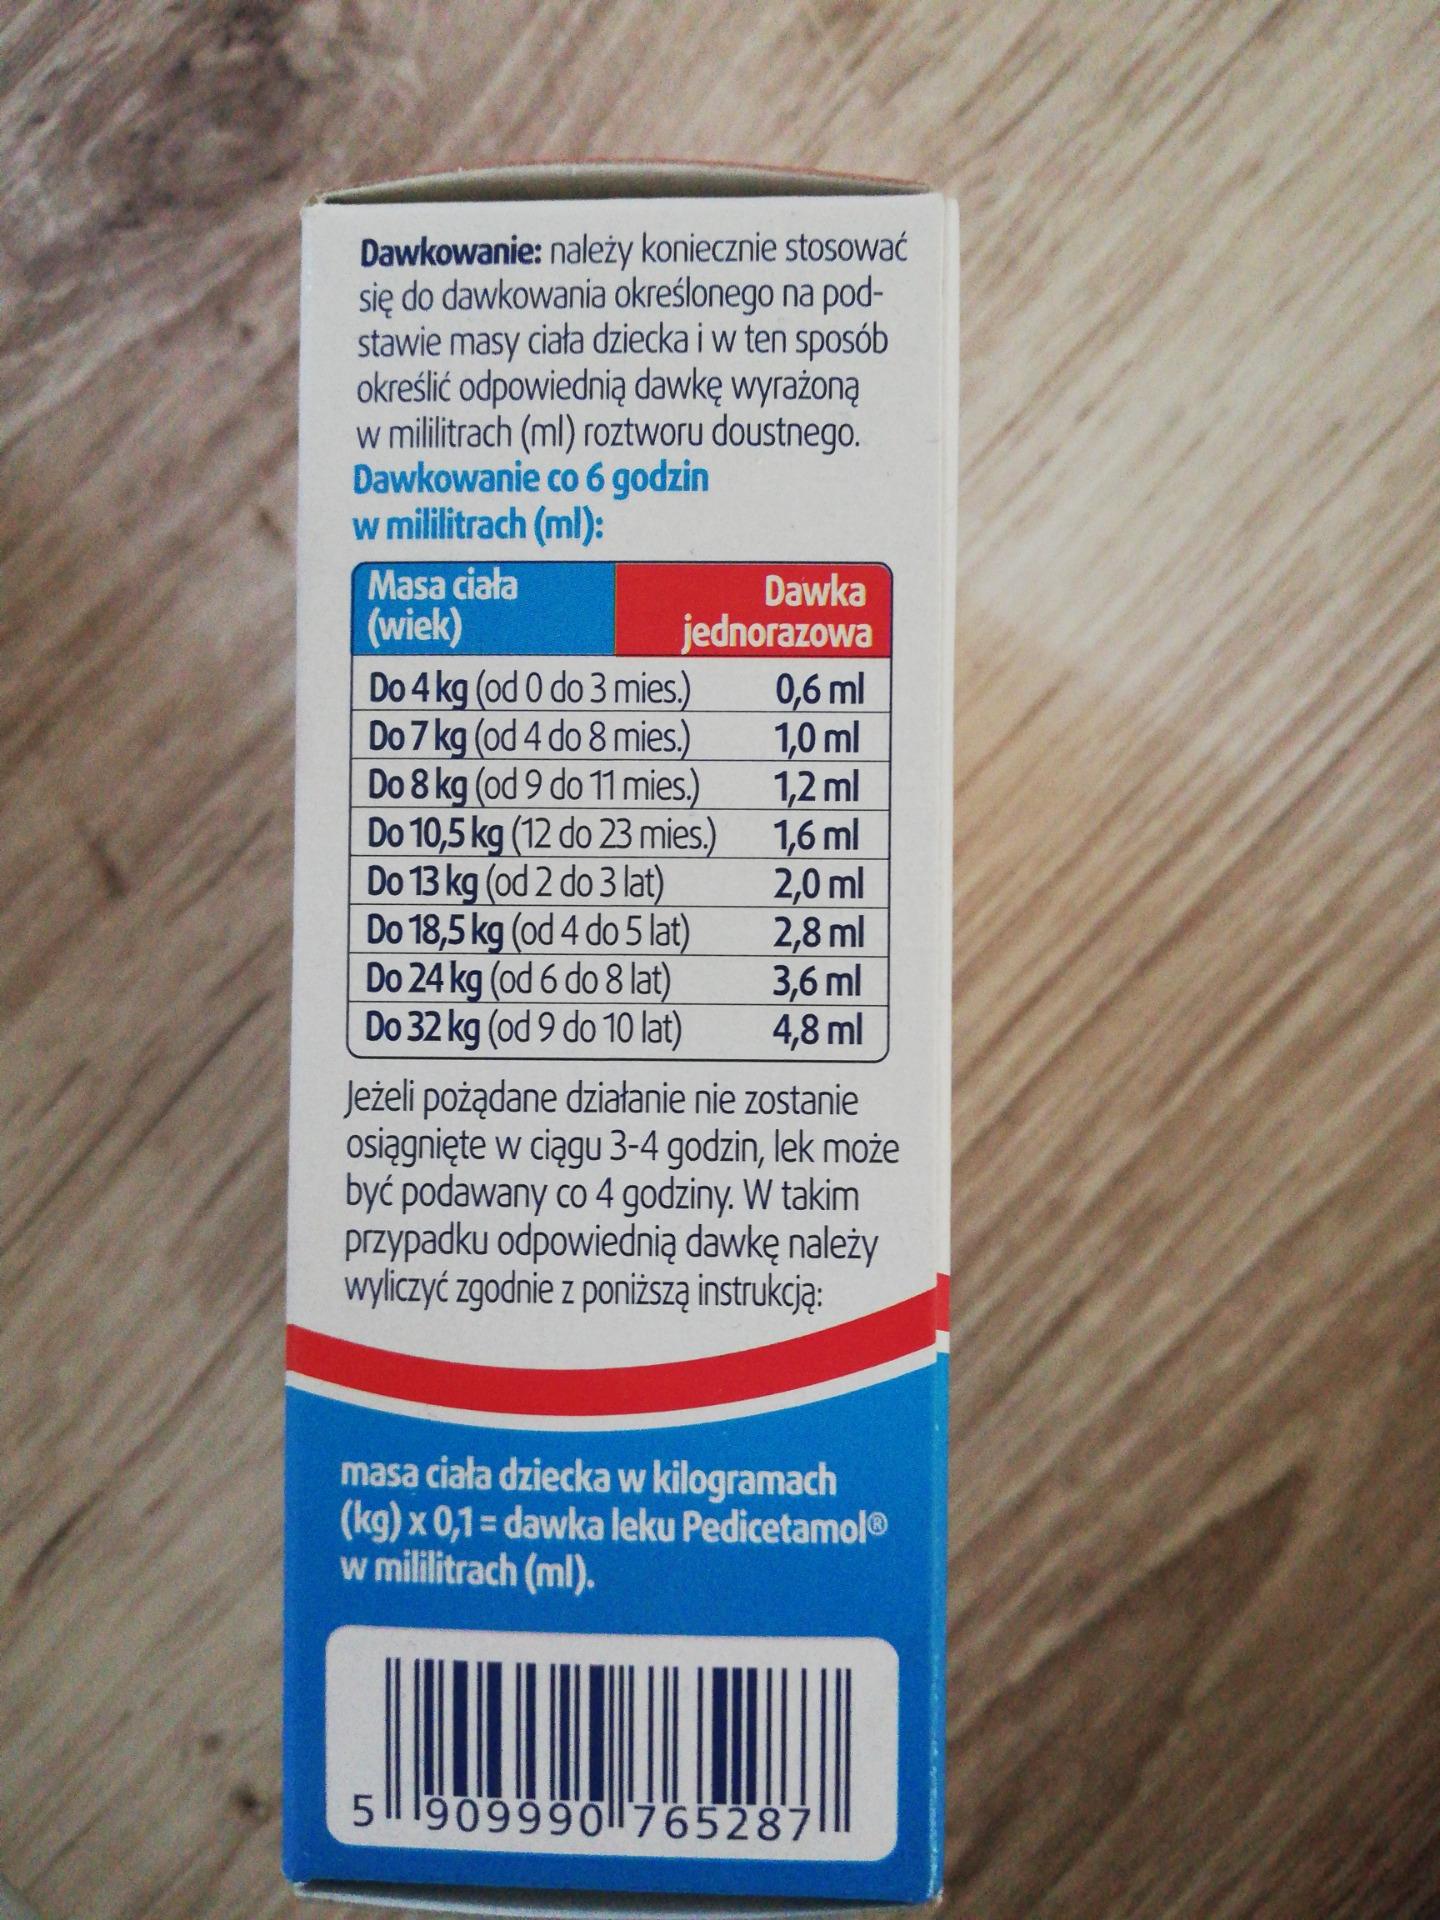 Dawkowanie: należy koniecznie stosować
się do dawkowania określonego na pod-
stawie masy ciała dziecka i w ten sposób
określić odpowiednią dawkę wyrażoną
w mililitrach (ml) roztworu doustnego.
Dawkowanie co 6 godzin
w mililitrach (ml):
Masa ciała Dawka
(wiek) jednorazowa
Do 4 kg (od 0 do 3 mies.) 0,6 ml
Do 7 kg (od 4 do 8 mies.) 1,0 ml
Do 8 kg (od 9 do 11 mies.) 1,2 ml
Do 10,5 kg (12 do 23 mies.) 1,6 ml
Do 13 kg (od 2 do 3 lat) 2,0 ml
Do 18,5 kg (od 4 do 5 lat) 2,8 ml
Do 24 kg (od 6 do 8 lat) 3,6 ml
Do 32 kg (od 9 do 10 lat) 4,8 ml
Jeżeli pożądane działanie nie zostanie
osiągnięte w ciągu 3-4 godzin, lek może
być podawany co 4 godziny. W takim
przypadku odpowiednią dawkę należy
wyliczyć zgodnie z poniższą instrukcją:
masa ciała dziecka w kilogramach
(kg) x 0,1 = dawka leku Pedicetamol®
w mililitrach (ml).
5 909990 765287